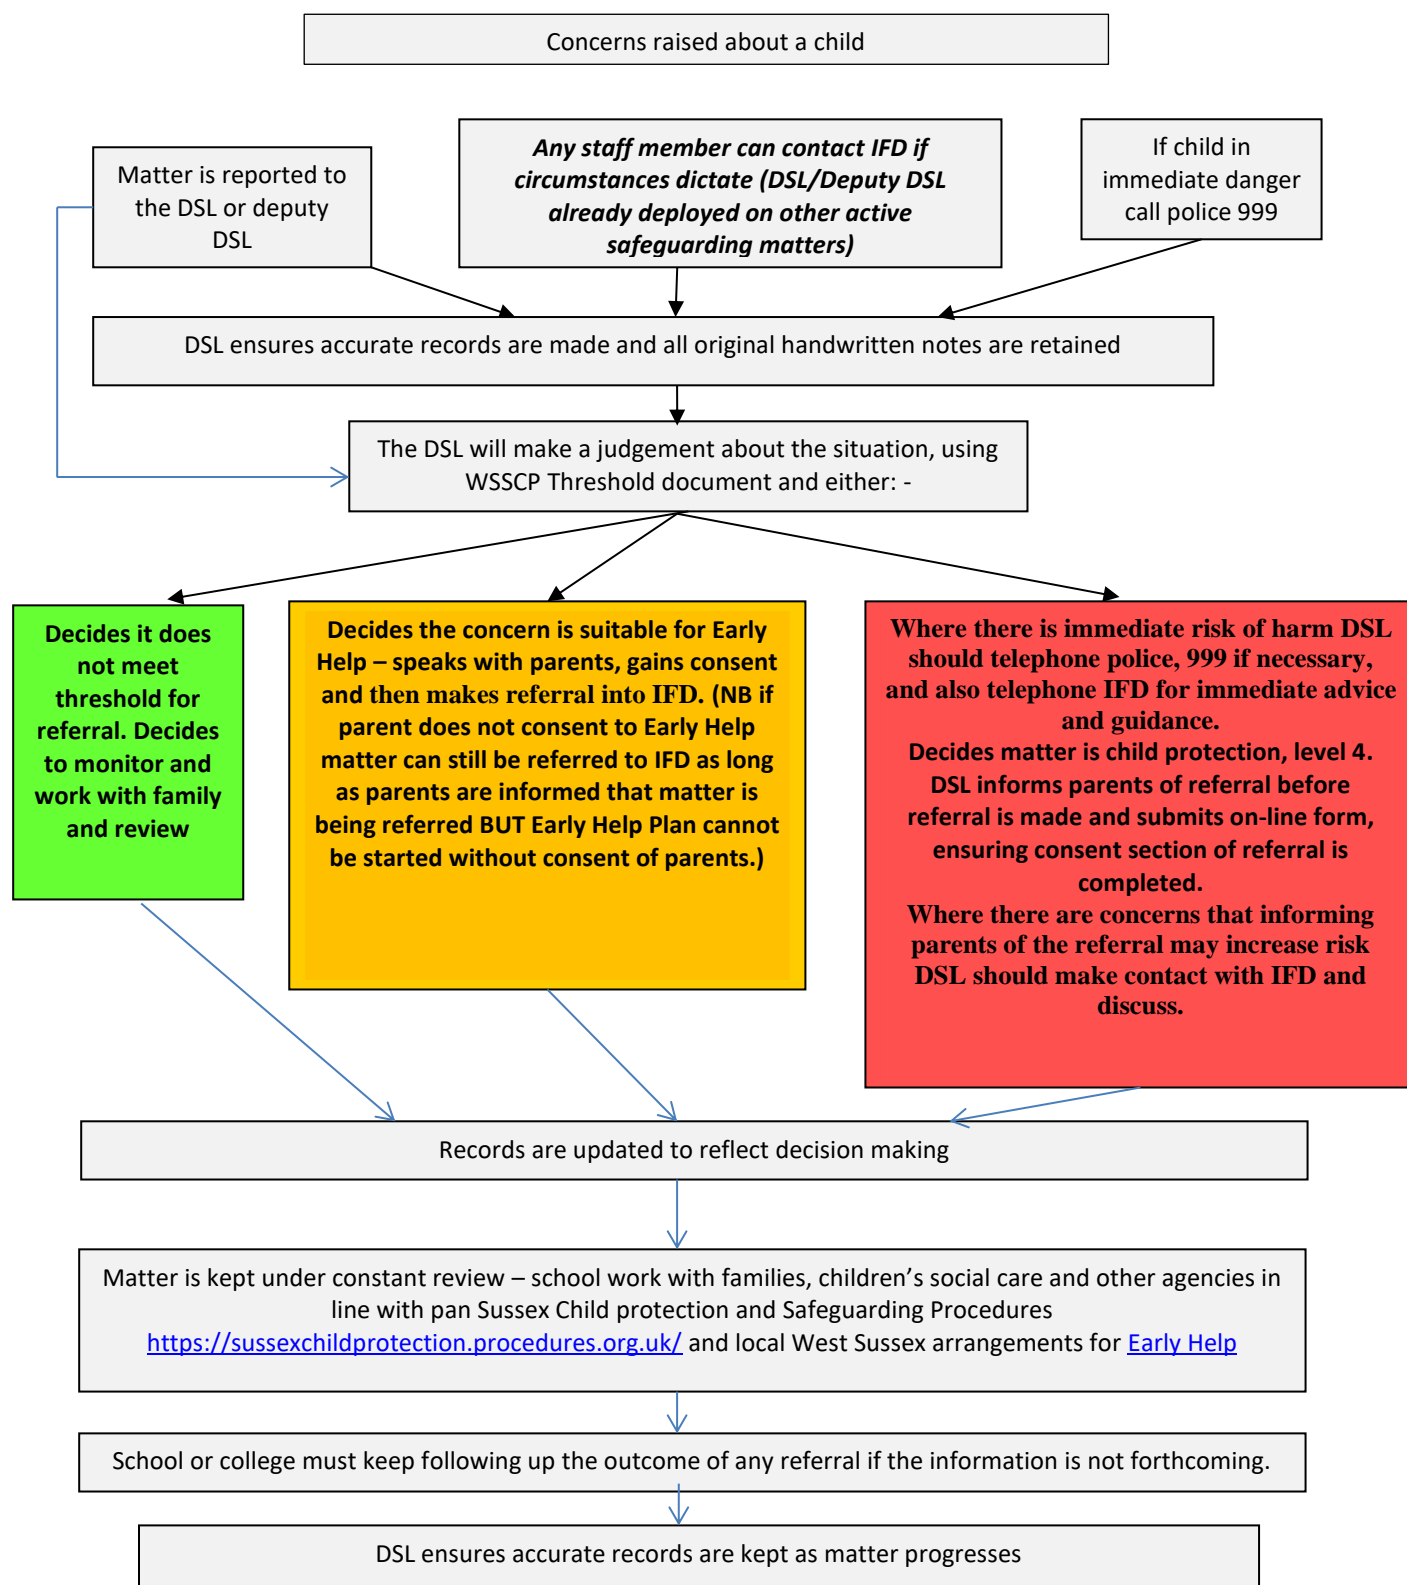 Concerns raised about a child
Matter is reported to
the DSL or deputy
DSL
Any staff member can contact IFD if
circumstances dictate (DSL/Deputy DSL
already deployed on other active
safeguarding matters)
If child in
immediate danger
call police 999
DSL ensures accurate records are made and all original handwritten notes are retained
The DSL will make a judgement about the situation, using
WSSCP Threshold document and either: -
Decides it does
not meet
threshold for
referral. Decides
to monitor and
work with family
and review
Decides the concern is suitable for Early
Help – speaks with parents, gains consent
and then makes referral into IFD. (NB if
parent does not consent to Early Help
matter can still be referred to IFD as long
as parents are informed that matter is
being referred BUT Early Help Plan cannot
be started without consent of parents.)
Where there is immediate risk of harm DSL
should telephone police, 999 if necessary,
and also telephone IFD for immediate advice
and guidance.
Decides matter is child protection, level 4.
DSL informs parents of referral before
referral is made and submits on-line form,
ensuring consent section of referral is
completed.
Where there are concerns that informing
parents of the referral may increase risk
DSL should make contact with IFD and
discuss.
Records are updated to reflect decision making
Matter is kept under constant review – school work with families, children’s social care and other agencies in
line with pan Sussex Child protection and Safeguarding Procedures
https://sussexchildprotection.procedures.org.uk/ and local West Sussex arrangements for Early Help
School or college must keep following up the outcome of any referral if the information is not forthcoming.
DSL ensures accurate records are kept as matter progresses